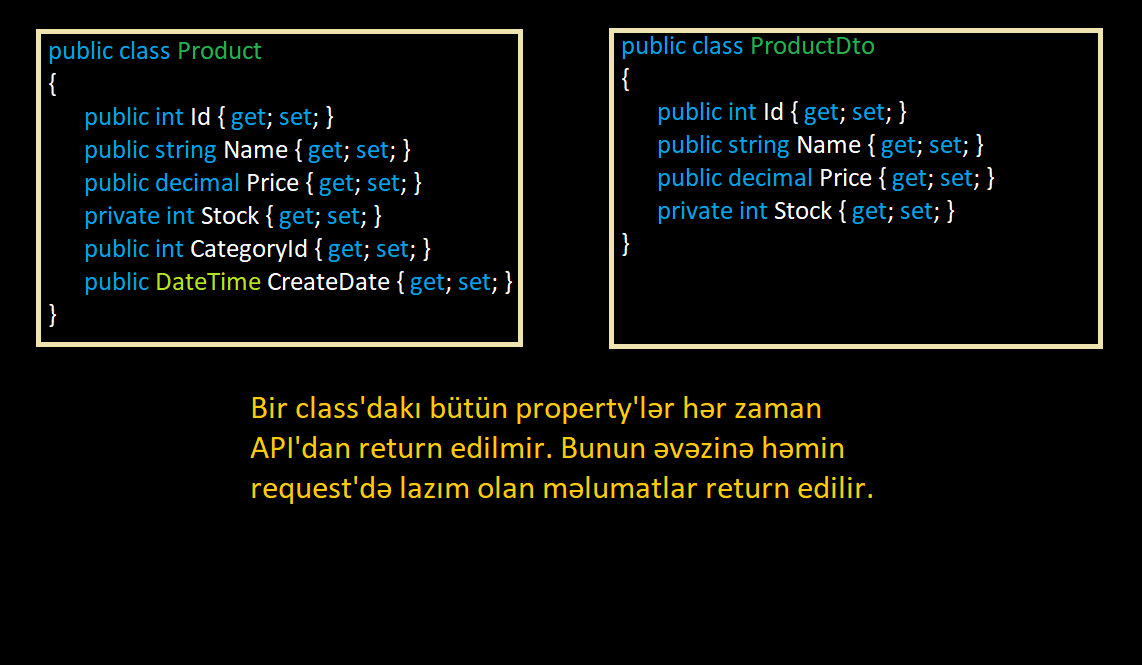 public class Product
{
public int Id { get; set; }
public string Name { get; set; }
public decimal Price { get; set; }
private int Stock { get; set; }
public int CategoryId { get; set; }
public DateTime CreateDate { get; set; }
}
public class ProductDto
{
public int Id { get; set; }
public string Name { get; set; }
public decimal Price { get; set; }
private int Stock { get; set; }
}
Bir class'dakı bütün property'lər hər zaman
API'dan return edilmir. Bunun əvəzinə həmin
request'də lazım olan məlumatlar return edilir.